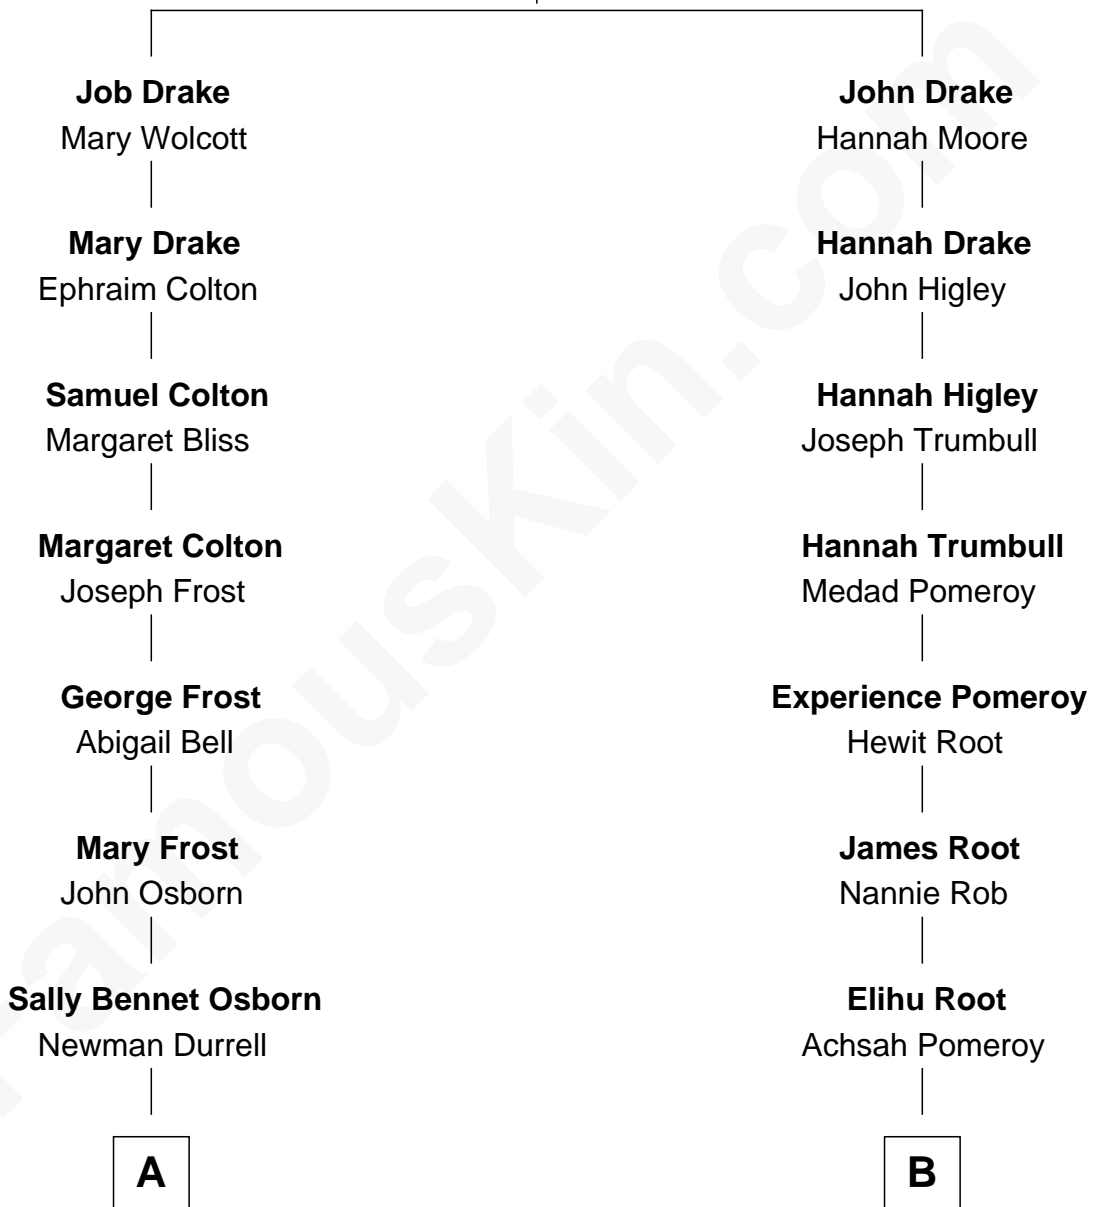 Job Drake
Mary Wolcott
Mary Drake
Ephraim Colton
Samuel Colton
Margaret Bliss
Margaret Colton
Joseph Frost
George Frost
Abigail Bell
Mary Frost
John Osborn
Sally Bennet Osborn
Newman Durrell
A
John Drake
Hannah Moore
Hannah Drake
John Higley
Hannah Higley
Joseph Trumbull
Hannah Trumbull
Medad Pomeroy
Experience Pomeroy
Hewit Root
James Root
Nannie Rob
Elihu Root
Achsah Pomeroy
B
FamousKin.com